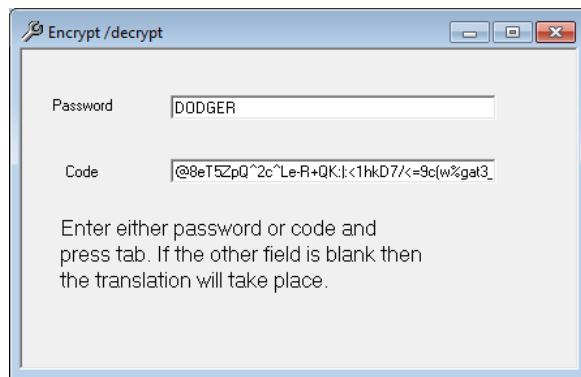 Encrypt /decrypt
Password DODGER
Code @8eT5ZpQ^2c^Le-R+QK:|:<1hkD7/<=9c(w%gat3_
Enter either password or code and
press tab. If the other field is blank then
the translation will take place.